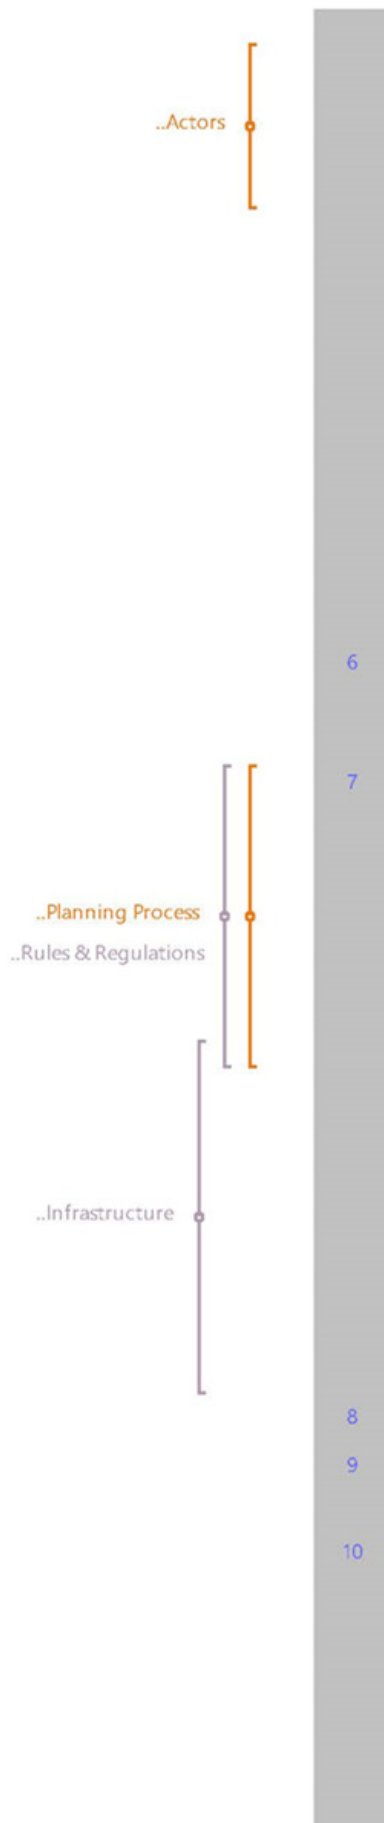 ..Actors
6
7
..Planning Process
..Rules & Regulations
..Infrastructure
8
9
10